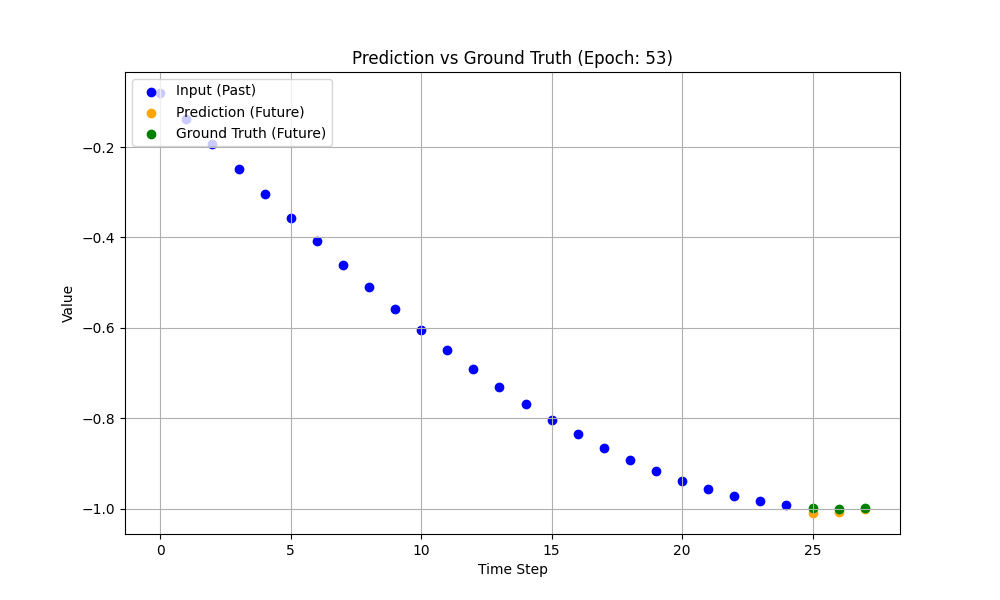 Prediction vs Ground Truth (Epoch: 53)
Input (Past)
Prediction (Future)
Ground Truth (Future)
−0.2
−0.4
−0.6
−0.8
−1.0
Value
0 5 10 15 20 25
Time Step